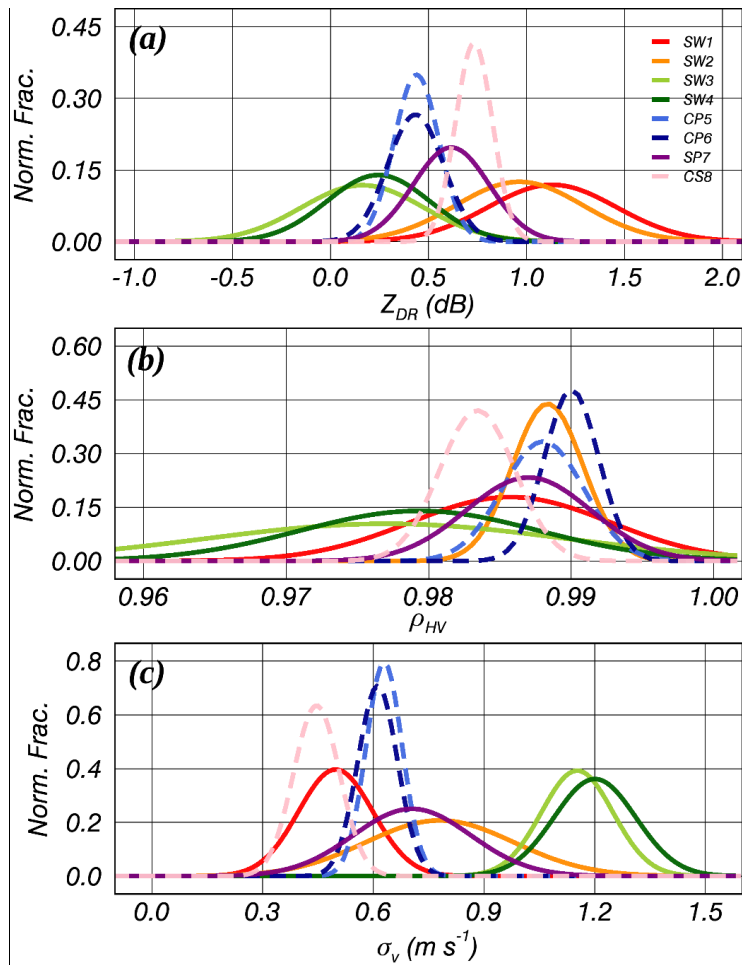 (a)
0.45
0.30
0.15
0.00
Norm. Frac.
SW1
SW2
SW3
SW4
CP5
CP6
SP7
CS8
-1.0 -0.5 0.0 0.5 1.0 1.5 2.0
Z_DR (dB)
(b)
0.60
0.45
0.30
0.15
0.00
Norm. Frac.
0.96 0.97 0.98 0.99 1.00
ρ_HV
(c)
0.8
0.6
0.4
0.2
0.0
Norm. Frac.
0.0 0.3 0.6 0.9 1.2 1.5
σ_v (m s⁻¹)